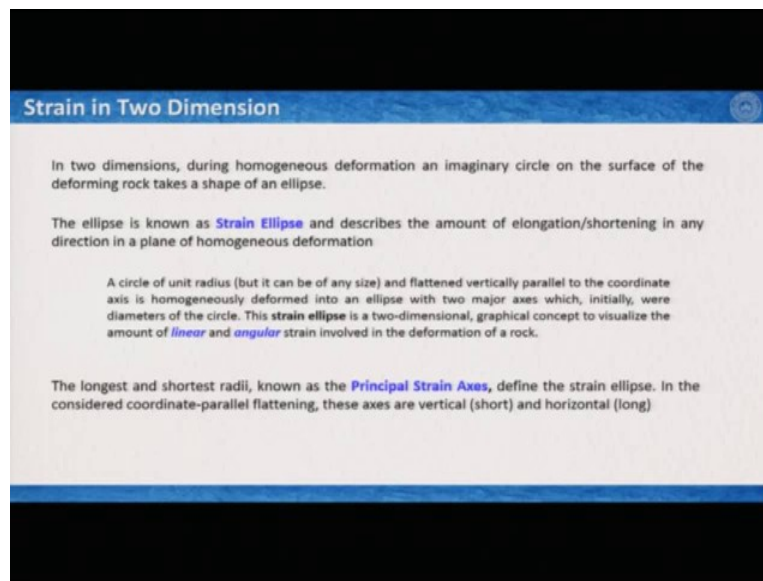 Strain in Two Dimension
In two dimensions, during homogeneous deformation an imaginary circle on the surface of the
deforming rock takes a shape of an ellipse.
The ellipse is known as Strain Ellipse and describes the amount of elongation/shortening in any
direction in a plane of homogeneous deformation
A circle of unit radius (but it can be of any size) and flattened vertically parallel to the coordinate
axis is homogeneously deformed into an ellipse with two major axes which, initially, were
diameters of the circle. This strain ellipse is a two-dimensional, graphical concept to visualize the
amount of linear and angular strain involved in the deformation of a rock.
The longest and shortest radii, known as the Principal Strain Axes, define the strain ellipse. In the
considered coordinate-parallel flattening, these axes are vertical (short) and horizontal (long)